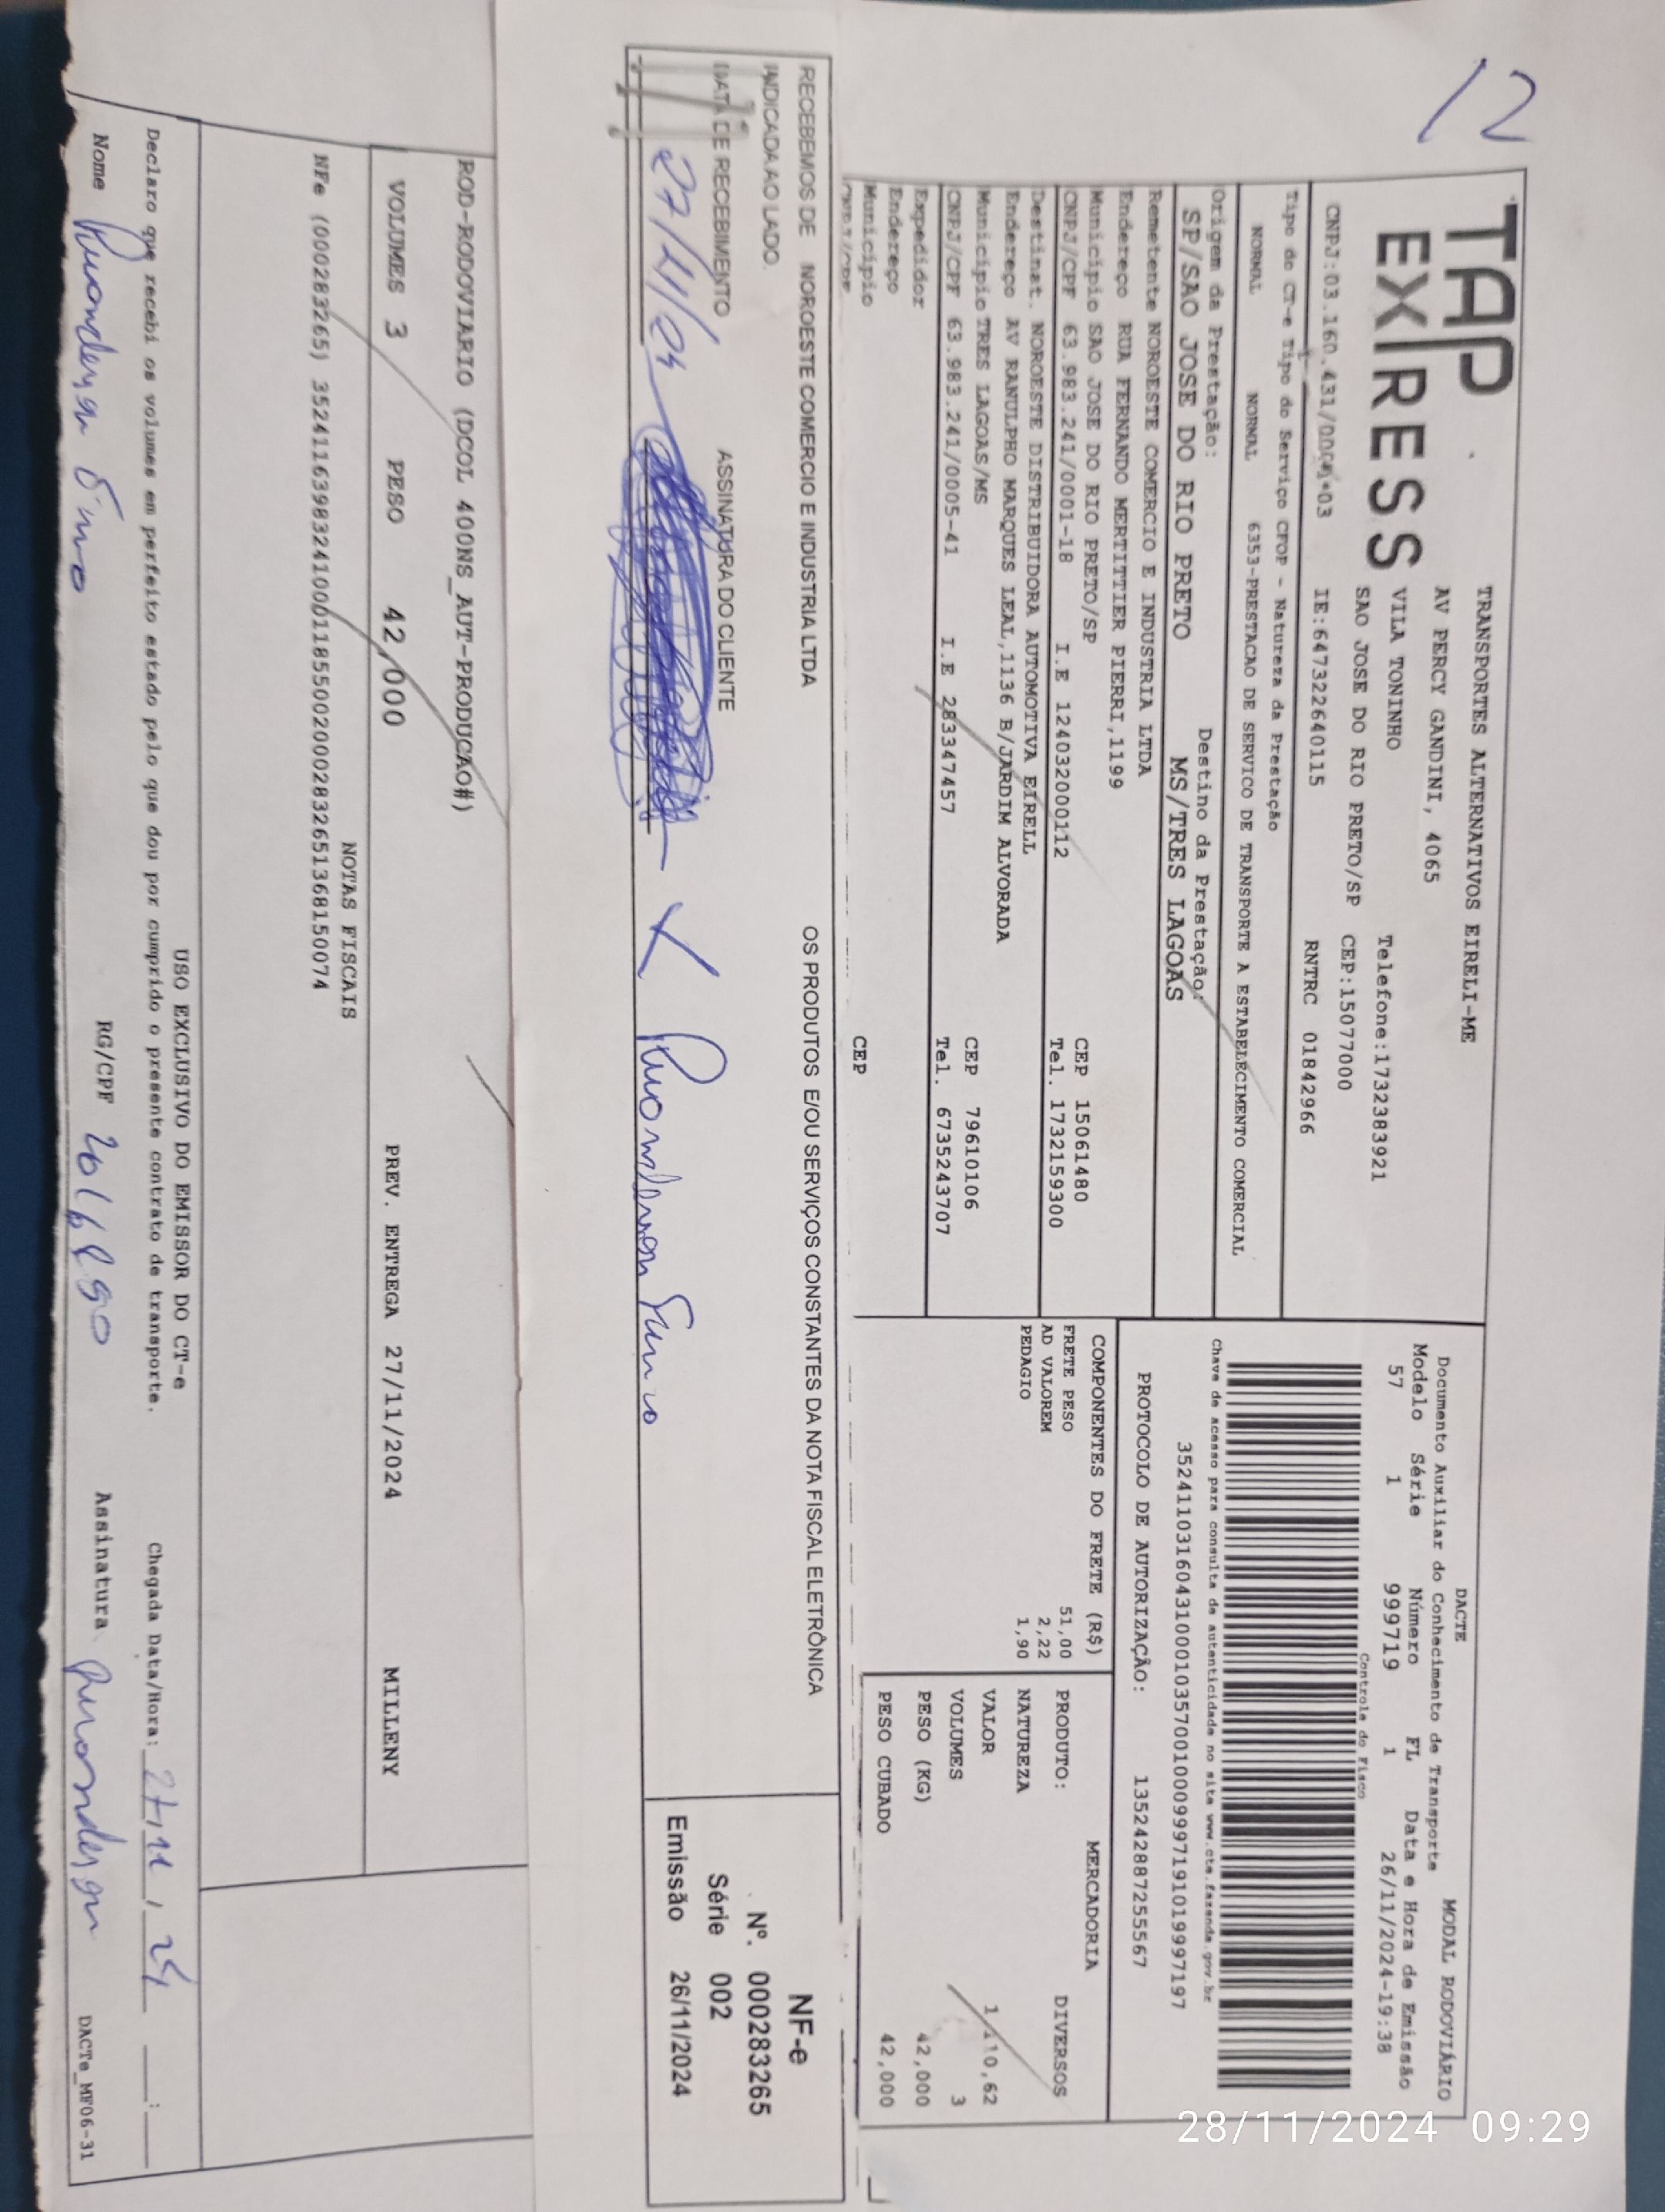 12
TAP
EXPRESS
TRANSPORTES ALTERNATIVOS EIRELI-ME
AV PERCY GANDINI, 4065
VILA TONINHO
Telefone:1732383921
SAO JOSE DO RIO PRETO/SP CEP:15077000
CNPJ:03.160.431/0001-03 IE:647322640115 RNTRC 01842966
DACTE
MODAL RODOVIÁRIO
Documento Auxiliar do Conhecimento de Transporte
Modelo Série Número FL Data e Hora de Emissão
57 1 999719 1 26/11/2024-19:38
Controle do Fisco
Tipo do CT-e Tipo do Serviço CFOP - Natureza da Prestação
NORMAL NORMAL 6353-PRESTACAO DE SERVICO DE TRANSPORTE A ESTABELECIMENTO COMERCIAL
Chave de acesso para consulta de autenticidade no site www.cte.fazenda.gov.br
35241103160431000103570010009997191019997197
Origem da Prestação: Destino da Prestação:
SP/SAO JOSE DO RIO PRETO MS/TRES LAGOAS
PROTOCOLO DE AUTORIZAÇÃO: 135242887255567
Remetente NOROESTE COMERCIO E INDUSTRIA LTDA
Endereço RUA FERNANDO MERTITTIER PIERRI,1199
Municipio SAO JOSE DO RIO PRETO/SP CEP 15061480
CNPJ/CPF 63.983.241/0001-18 I.E 124032000112 Tel. 1732159300
Destinat. NOROESTE DISTRIBUIDORA AUTOMOTIVA EIRELL
Endereço AV RANULPHO MARQUES LEAL,1136 B/JARDIM ALVORADA
Municipio TRES LAGOAS/MS CEP 79610106
CNPJ/CPF 63.983.241/0005-41 I.E 283347457 Tel. 6735243707
Expedidor
Endereço
Municipio CEP
CNPJ/CPF
COMPONENTES DO FRETE (R$)
FRETE PESO 51,00
AD VALOREM 2,22
PEDAGIO 1,90
MERCADORIA
PRODUTO: DIVERSOS
NATUREZA
VALOR
VOLUMES 3
PESO (KG) 42,000
PESO CUBADO 42,000
RECEBEMOS DE NOROESTE COMERCIO E INDUSTRIA LTDA OS PRODUTOS E/OU SERVIÇOS CONSTANTES DA NOTA FISCAL ELETRÔNICA
INDICADA AO LADO.
DATA DE RECEBIMENTO ASSINATURA DO CLIENTE
X
NF-e
Nº. 000283265
Série 002
Emissão 26/11/2024
ROD-RODOVIARIO (DCOL 400NS_AUT-PRODUCAO#)
VOLUMES 3 PESO 42,000 PREV. ENTREGA 27/11/2024 MILLENY
NOTAS FISCAIS
NFe (000283265) 35241163983241000118550020002832651368150074
USO EXCLUSIVO DO EMISSOR DO CT-e
Declaro que recebi os volumes em perfeito estado pelo que dou por cumprido o presente contrato de transporte. Chegada Data/Hora: 27/11/24 __:__
Nome RG/CPF Assinatura DACTe_MF06-31
28/11/2024 09:29